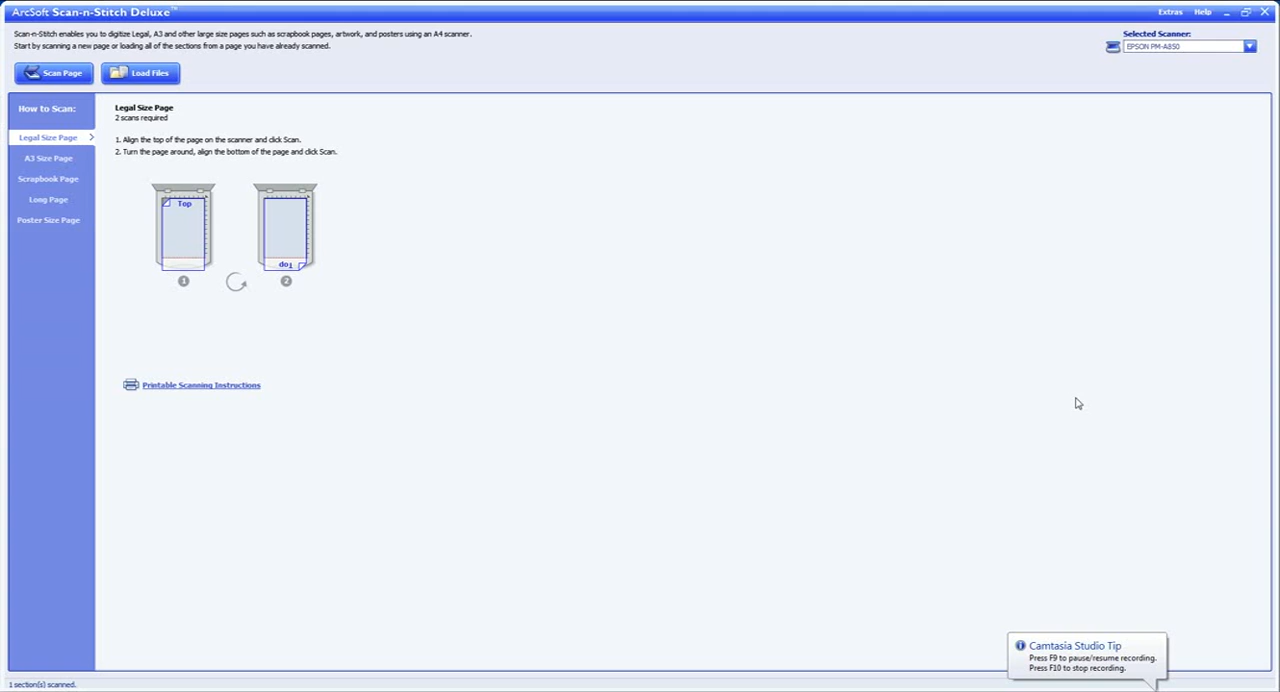 ArcSoft Scan-n-Stitch Deluxe™
Extras Help
Scan-n-Stitch enables you to digitize Legal, A3 and other large size pages such as scrapbook pages, artwork, and posters using an A4 scanner.
Start by scanning a new page or loading all of the sections from a page you have already scanned.
Selected Scanner:
EPSON PM-A850
Scan Page
Load Files
How to Scan:
Legal Size Page
A3 Size Page
Scrapbook Page
Long Page
Poster Size Page
Legal Size Page
2 scans required
1. Align the top of the page on the scanner and click Scan.
2. Turn the page around, align the bottom of the page and click Scan.
Top
Top
1
2
Printable Scanning Instructions
Camtasia Studio Tip
Press F9 to pause/resume recording.
Press F10 to stop recording.
1 section(s) scanned.